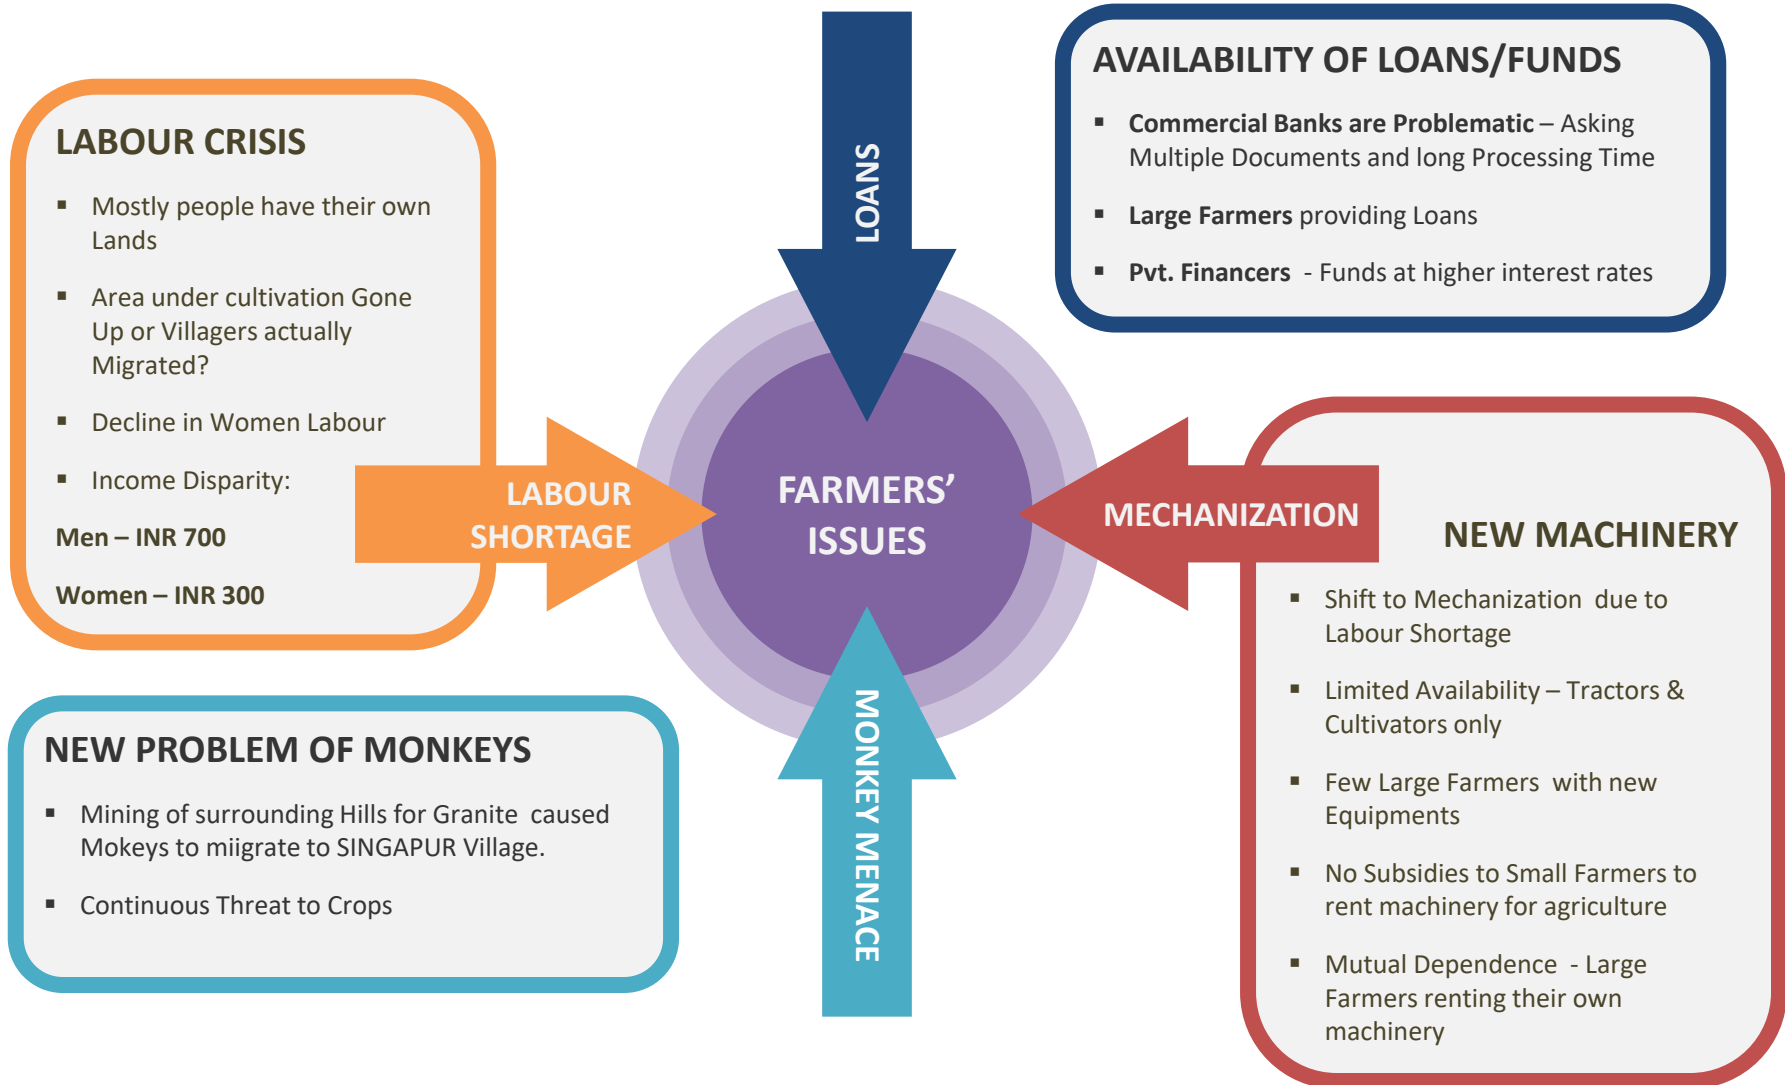 LABOUR CRISIS
▪ Mostly people have their own
Lands
▪ Area under cultivation Gone
Up or Villagers actually
Migrated?
▪ Decline in Women Labour
▪ Income Disparity:
Men – INR 700
Women – INR 300
LOANS
AVAILABILITY OF LOANS/FUNDS
▪ Commercial Banks are Problematic – Asking
Multiple Documents and long Processing Time
▪ Large Farmers providing Loans
▪ Pvt. Financers - Funds at higher interest rates
LABOUR
SHORTAGE
FARMERS’
ISSUES
MECHANIZATION
NEW MACHINERY
▪ Shift to Mechanization due to
Labour Shortage
▪ Limited Availability – Tractors &
Cultivators only
▪ Few Large Farmers with new
Equipments
▪ No Subsidies to Small Farmers to
rent machinery for agriculture
▪ Mutual Dependence - Large
Farmers renting their own
machinery
NEW PROBLEM OF MONKEYS
▪ Mining of surrounding Hills for Granite caused
Mokeys to miigrate to SINGAPUR Village.
▪ Continuous Threat to Crops
MONKEY MENACE